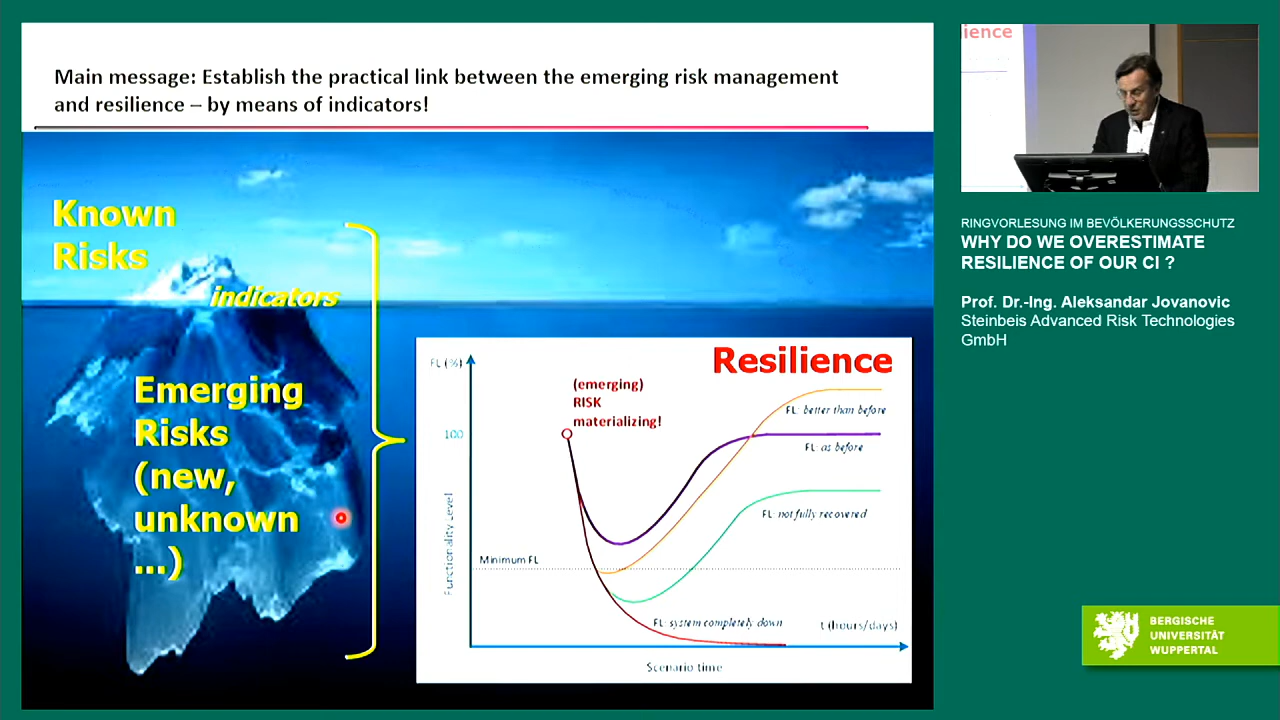 Main message: Establish the practical link between the emerging risk management
and resilience – by means of indicators!
Known
Risks
indicators
Emerging
Risks
(new,
unknown
...)
Resilience
FL (%)
(emerging)
RISK
materializing!
100
FL: better than before
FL: as before
FL: not fully recovered
Functionality Level
Minimum FL
FL: system completely down
t (hours/days)
Scenario time
ience
RINGVORLESUNG IM BEVÖLKERUNGSSCHUTZ
WHY DO WE OVERESTIMATE
RESILIENCE OF OUR CI ?
Prof. Dr.-Ing. Aleksandar Jovanovic
Steinbeis Advanced Risk Technologies
GmbH
BERGISCHE
UNIVERSITÄT
WUPPERTAL